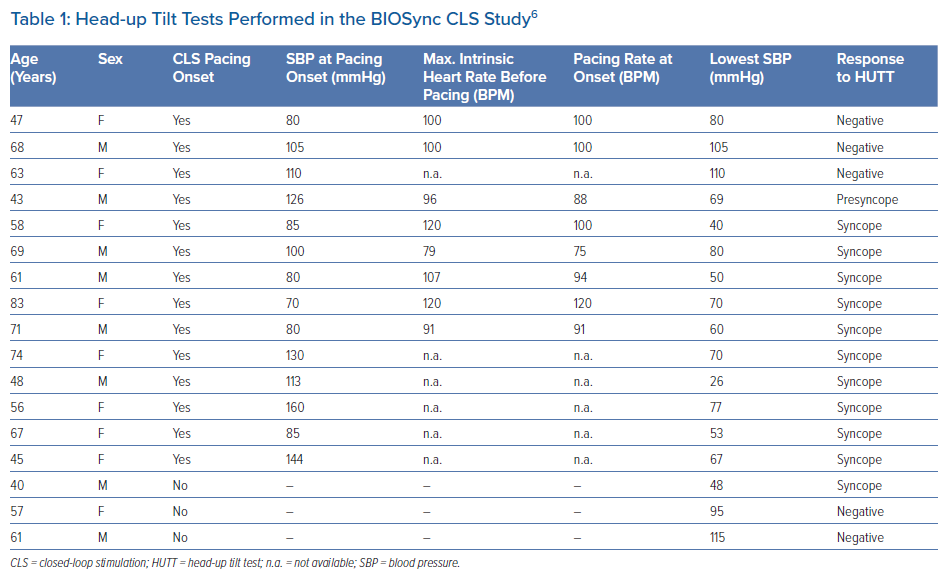 Table 1: Head-up Tilt Tests Performed in the BIOSync CLS Study6
Age (Years) Sex CLS Pacing Onset SBP at Pacing Onset (mmHg) Max. Intrinsic Heart Rate Before Pacing (BPM) Pacing Rate at Onset (BPM) Lowest SBP (mmHg) Response to HUTT
47 F Yes 80 100 100 80 Negative
68 M Yes 105 100 100 105 Negative
63 F Yes 110 n.a. n.a. 110 Negative
43 M Yes 126 96 88 69 Presyncope
58 F Yes 85 120 100 40 Syncope
69 M Yes 100 79 75 80 Syncope
61 M Yes 80 107 94 50 Syncope
83 F Yes 70 120 120 70 Syncope
71 M Yes 80 91 91 60 Syncope
74 F Yes 130 n.a. n.a. 70 Syncope
48 M Yes 113 n.a. n.a. 26 Syncope
56 F Yes 160 n.a. n.a. 77 Syncope
67 F Yes 85 n.a. n.a. 53 Syncope
45 F Yes 144 n.a. n.a. 67 Syncope
40 M No – – – 48 Syncope
57 F No – – – 95 Negative
61 M No – – – 115 Negative
CLS = closed-loop stimulation; HUTT = head-up tilt test; n.a. = not available; SBP = blood pressure.